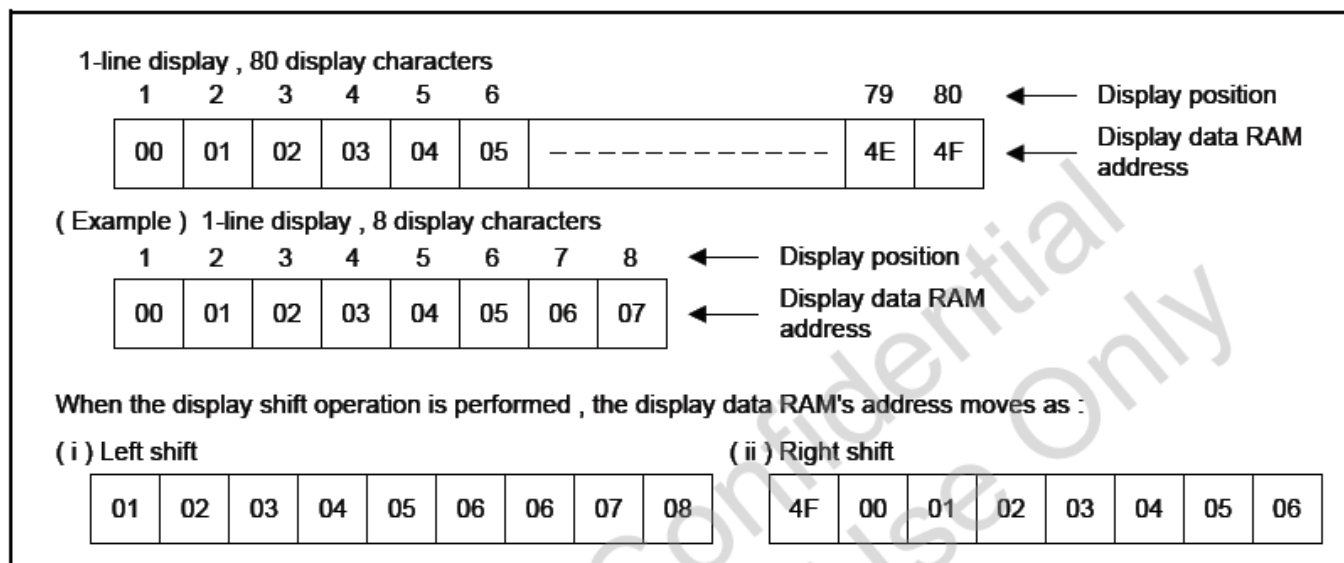 1-line display , 80 display characters
1 2 3 4 5 6 79 80 Display position
00 01 02 03 04 05 4E 4F Display data RAM
address
( Example ) 1-line display , 8 display characters
1 2 3 4 5 6 7 8 Display position
00 01 02 03 04 05 06 07 Display data RAM
address
When the display shift operation is performed , the display data RAM's address moves as :
( i ) Left shift ( ii ) Right shift
01 02 03 04 05 06 06 07 08 4F 00 01 02 03 04 05 06
Confidential
Use Only